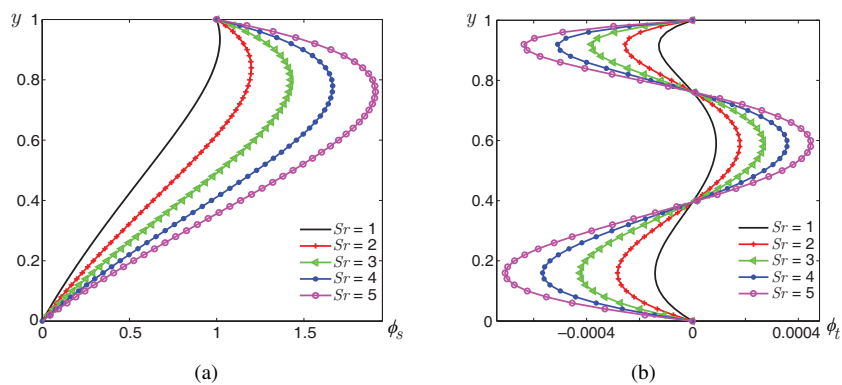 y
1
0.8
0.6
0.4
0.2
0
0
0.5
1
1.5
ϕs
Sr = 1
Sr = 2
Sr = 3
Sr = 4
Sr = 5
(a)
y
1
0.8
0.6
0.4
0.2
0
−0.0004
0
0.0004
ϕt
Sr = 1
Sr = 2
Sr = 3
Sr = 4
Sr = 5
(b)